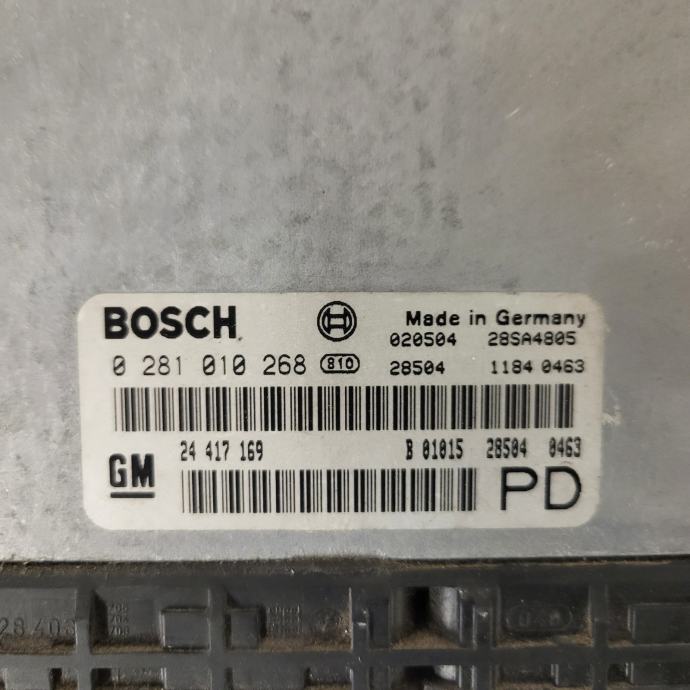 BOSCH Made in Germany
020504 28SA4805
0 281 010 268 810 28504 1184 0463
24 417 169 B 01015 28504 0463
GM PD